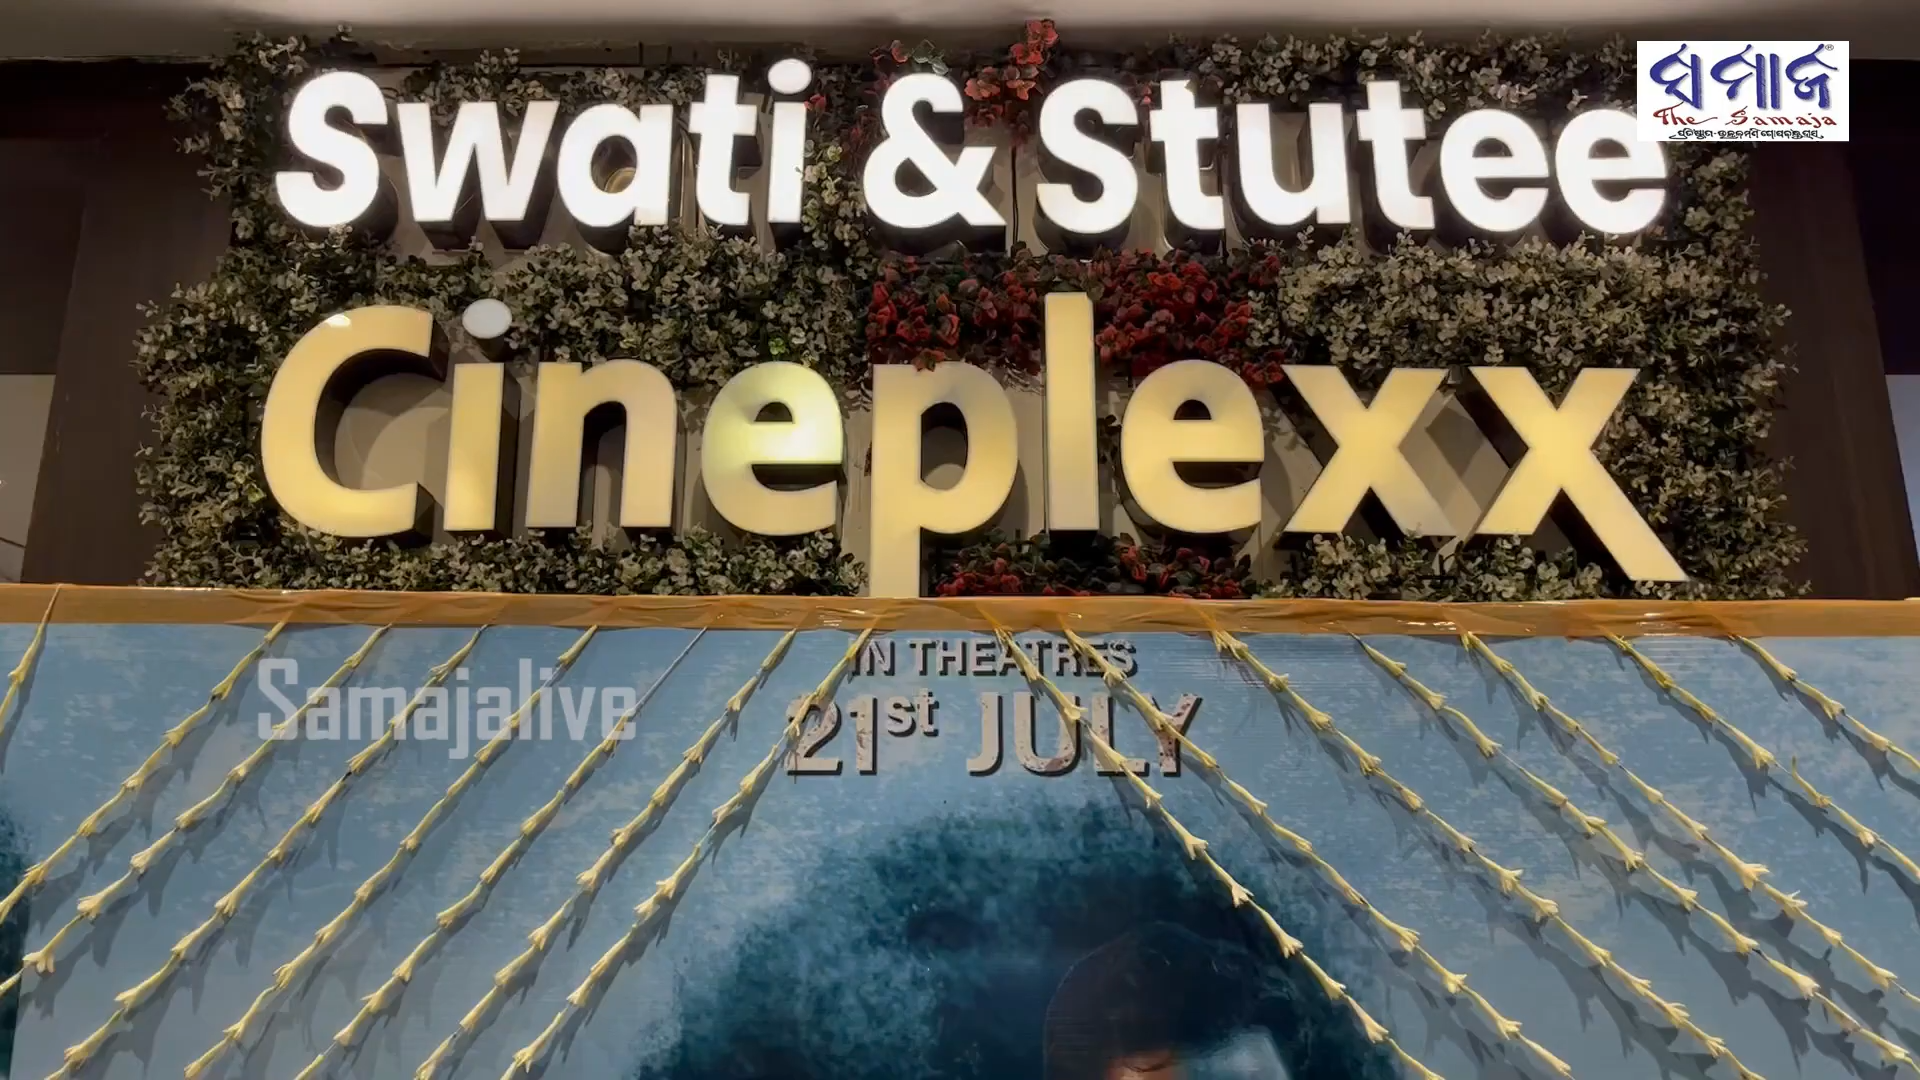 Swati & Stutee
Cineplexx
ସମାଜ
The Samaja
IN THEATRES
21st JULY
Samajalive